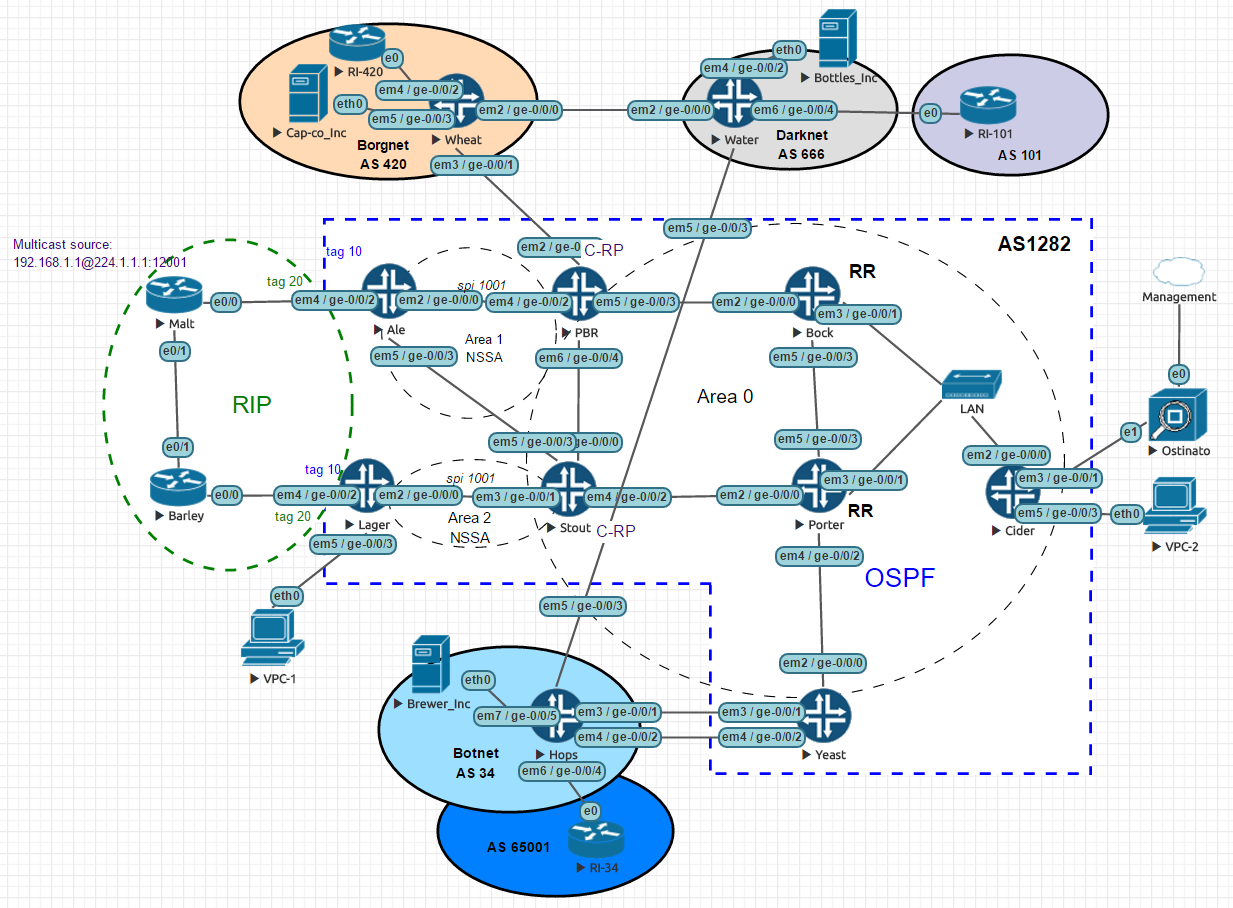 RI-420
e0
em4 / ge-0/0/2
eth0
em5 / ge-0/0/3
Cap-co_Inc
Wheat
Borgnet
AS 420
em2 / ge-0/0/0
em3 / ge-0/0/1
em2 / ge-0/0/0
eth0
em4 / ge-0/0/2
Bottles_Inc
em6 / ge-0/0/4
Water
Darknet
AS 666
e0
RI-101
AS 101
em5 / ge-0/0/3
AS1282
Multicast source:
192.168.1.1@224.1.1.1:12001
tag 10
tag 20
em2 / ge-0
C-RP
Malt
e0/0
em4 / ge-0/0/2
em2 / ge-0/0/0
spi 1001
em4 / ge-0/0/2
em5 / ge-0/0/3
em2 / ge-0/0/0
RR
em3 / ge-0/0/1
Ale
PBR
Bock
Management
e0/1
em5 / ge-0/0/3
Area 1
NSSA
em6 / ge-0/0/4
em5 / ge-0/0/3
e0
RIP
Area 0
LAN
e0/1
em5 / ge-0/0/3
ge-0/0/0
em5 / ge-0/0/3
em2 / ge-0/0/0
e1
Ostinato
tag 10
spi 1001
em3 / ge-0/0/1
em3 / ge-0/0/1
e0/0
em4 / ge-0/0/2
em2 / ge-0/0/0
em3 / ge-0/0/1
em4 / ge-0/0/2
em2 / ge-0/0/0
Barley
tag 20
Lager
Area 2
NSSA
Stout
C-RP
Porter
RR
Cider
em5 / ge-0/0/3
eth0
VPC-2
em5 / ge-0/0/3
em4 / ge-0/0/2
OSPF
eth0
VPC-1
em5 / ge-0/0/3
em2 / ge-0/0/0
eth0
Brewer_Inc
em7 / ge-0/0/5
em3 / ge-0/0/1
em3 / ge-0/0/1
em4 / ge-0/0/2
em4 / ge-0/0/2
Botnet
AS 34
Hops
Yeast
em6 / ge-0/0/4
e0
AS 65001
RI-34